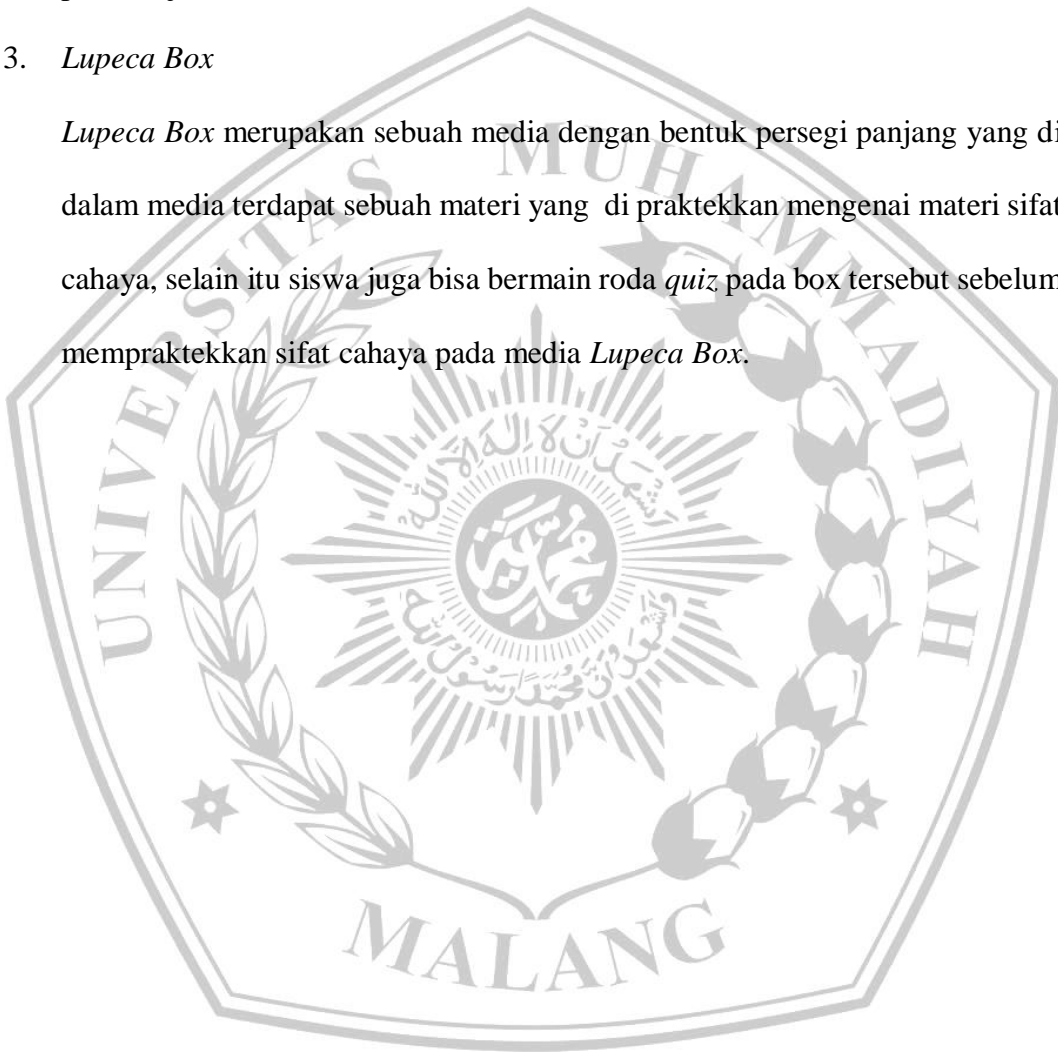 3. Lupeca Box
Lupeca Box merupakan sebuah media dengan bentuk persegi panjang yang di
dalam media terdapat sebuah materi yang di praktekkan mengenai materi sifat
cahaya, selain itu siswa juga bisa bermain roda quiz pada box tersebut sebelum
mempraktekkan sifat cahaya pada media Lupeca Box.
UNIVERSITAS MUHAMMADIYAH
MALANG